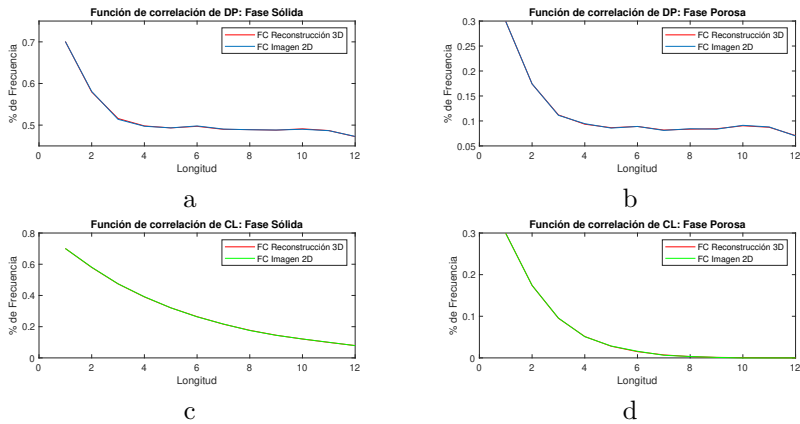 Función de correlación de DP: Fase Sólida
% de Frecuencia
0.7
0.6
0.5
FC Reconstrucción 3D
FC Imagen 2D
0 2 4 6 8 10 12
Longitud
a
Función de correlación de DP: Fase Porosa
% de Frecuencia
0.3
0.25
0.2
0.15
0.1
0.05
FC Reconstrucción 3D
FC Imagen 2D
0 2 4 6 8 10 12
Longitud
b
Función de correlación de CL: Fase Sólida
% de Frecuencia
0.8
0.6
0.4
0.2
0
FC Reconstrucción 3D
FC Imagen 2D
0 2 4 6 8 10 12
Longitud
c
Función de correlación de CL: Fase Porosa
% de Frecuencia
0.3
0.2
0.1
0
FC Reconstrucción 3D
FC Imagen 2D
0 2 4 6 8 10 12
Longitud
d